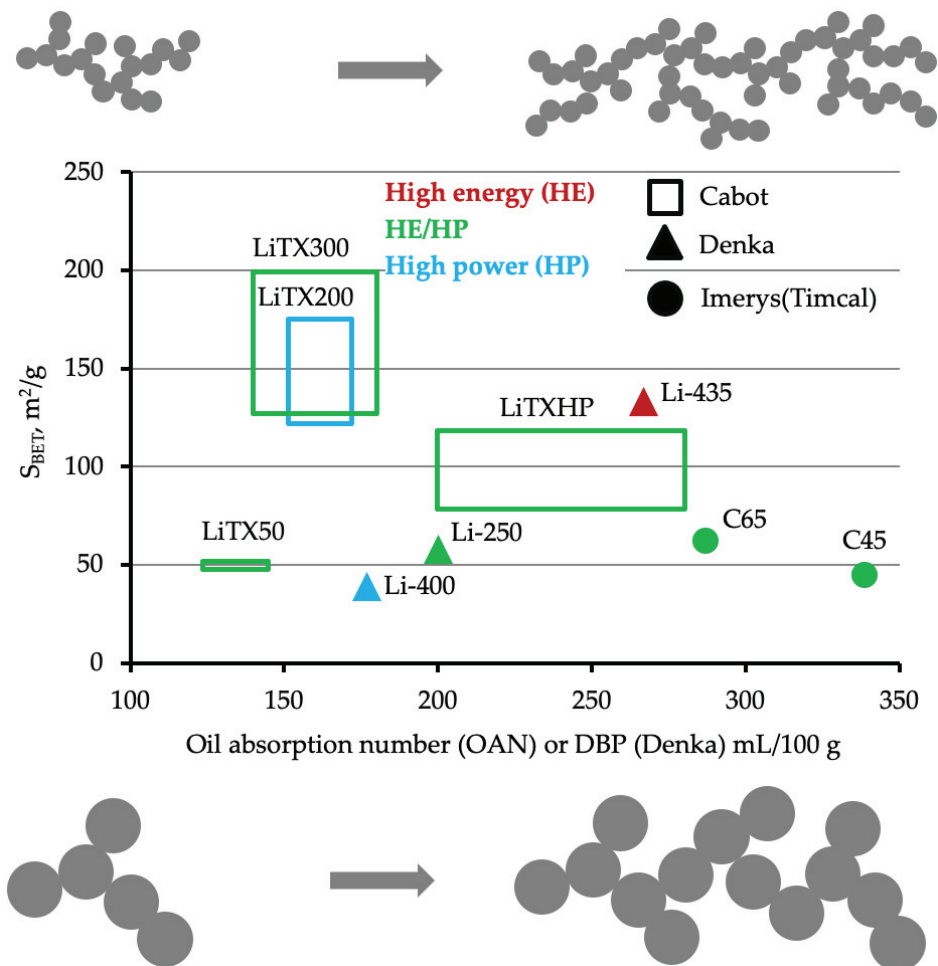 250
200
150
100
50
0
S_BET, m²/g
High energy (HE)
HE/HP
High power (HP)
Cabot
Denka
Imerys(Timcal)
LiTX300
LiTX200
Li-435
LiTXHP
LiTX50
Li-250
Li-400
C65
C45
100 150 200 250 300 350
Oil absorption number (OAN) or DBP (Denka) mL/100 g